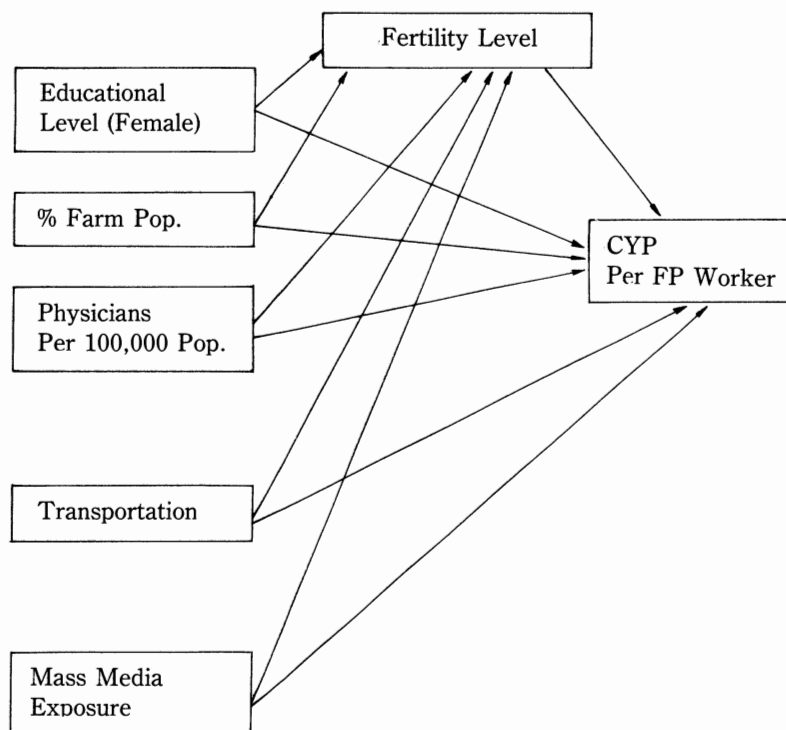 Fertility Level
Educational
Level (Female)
% Farm Pop.
Physicians
Per 100,000 Pop.
Transportation
Mass Media
Exposure
CYP
Per FP Worker